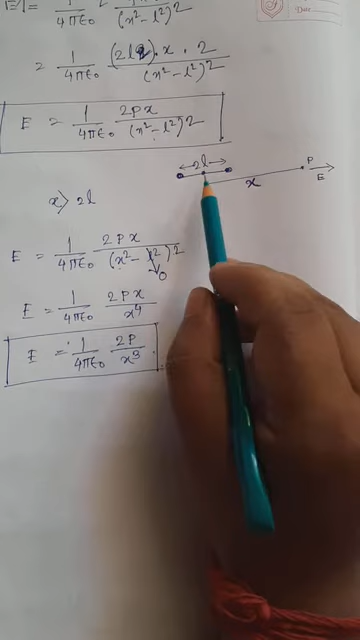 |E| = 1/4πϵ₀ (x²-l²)2
Date
= 1/4πϵ₀ (2lq).x.2/(x²-l²)2
E = 1/4πϵ₀ 2Px/(x²-l²)2
2l
P
E
x
x > 2l
E = 1/4πϵ₀ 2Px/(x²-l²)2
0
E = 1/4πϵ₀ 2Px/x⁴
E = 1/4πϵ₀ 2P/x³